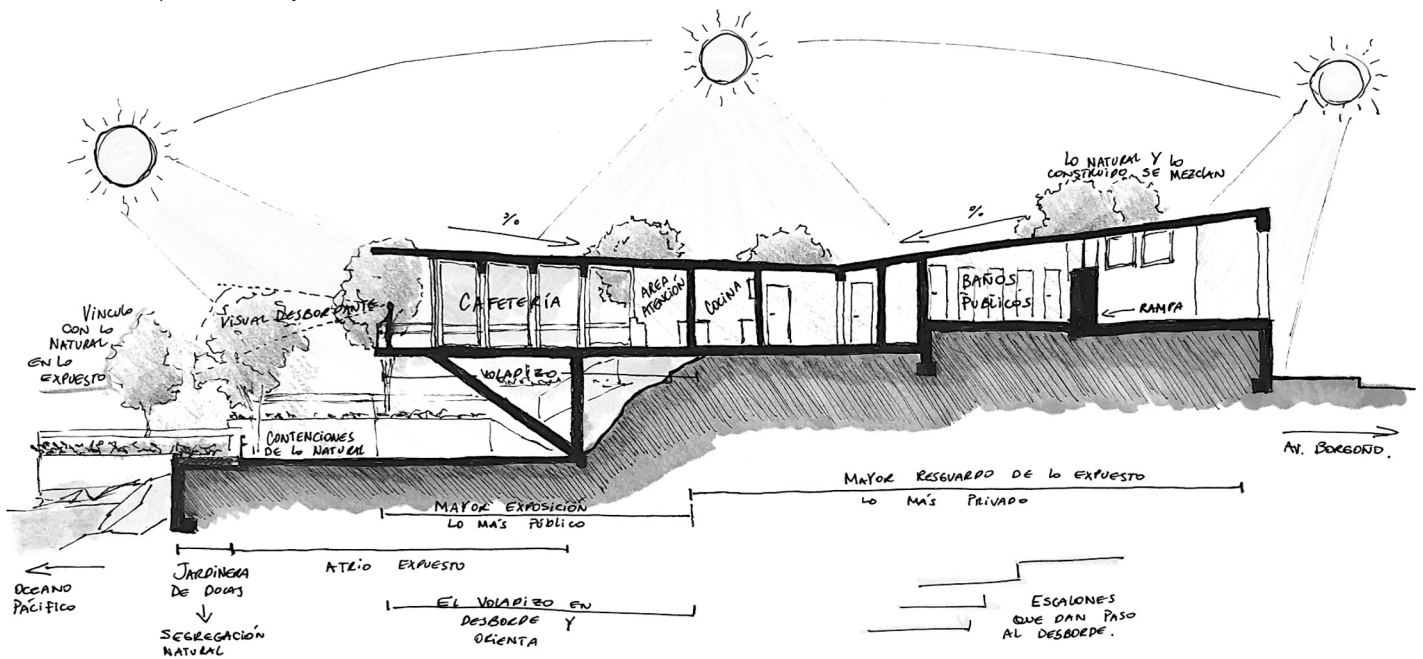 LO NATURAL Y LO
CONSTRUIDO SE MEZCLAN
%
%
VINCULO
CON LO
NATURAL
EN LO
EXPUESTO
VISUAL DESBORDANTE
CAFETERÍA
AREA
ATENCIÓN
COCINA
BAÑOS
PUBLICOS
RAMPA
VOLADIZO
CONTENCIONES
DE LO NATURAL
AV. BORGOÑO.
MAYOR RESGUARDO DE LO EXPUESTO
LO MÁS PRIVADO
MAYOR EXPOSICIÓN
LO MÁS PÚBLICO
ATRIO EXPUESTO
JARDINERA
DE DOCAS
SEGREGACIÓN
NATURAL
OCEANO
PACÍFICO
EL VOLADIZO EN
DESBORDE Y
ORIENTA
ESCALONES
QUE DAN PASO
AL DESBORDE.